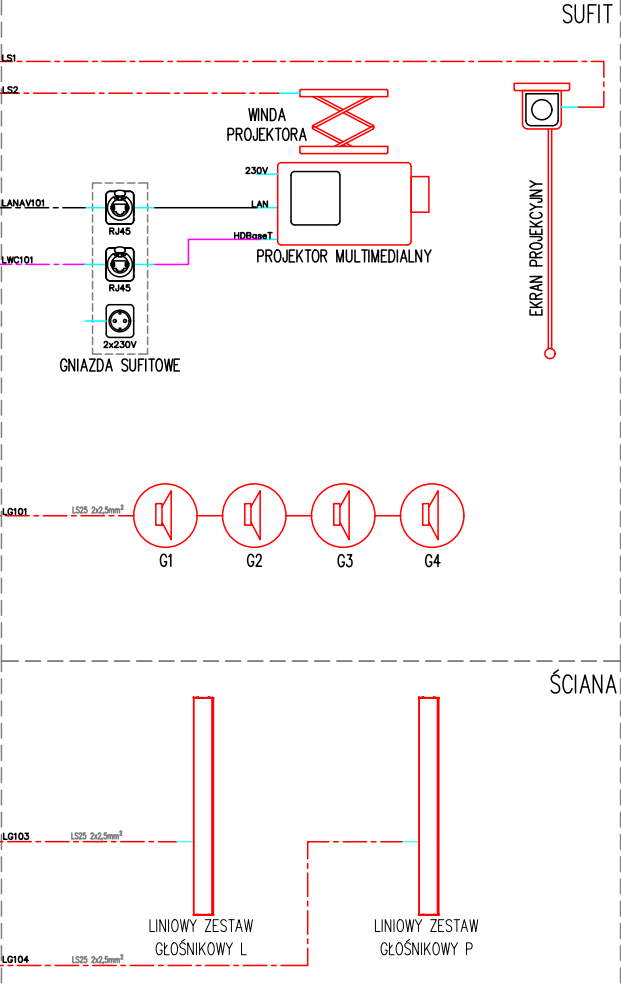 SUFIT
LS1
LS2
WINDA
PROJEKTORA
230V
LANAV101
LAN
RJ45
HDBaseT
PROJEKTOR MULTIMEDIALNY
LWC101
RJ45
2x230V
GNIAZDA SUFITOWE
EKRAN PROJEKCYJNY
LG101
LS25 2x2,5mm²
G1
G2
G3
G4
ŚCIANA
LG103
LS25 2x2,5mm²
LINIOWY ZESTAW
GŁOŚNIKOWY L
LINIOWY ZESTAW
GŁOŚNIKOWY P
LG104
LS25 2x2,5mm²